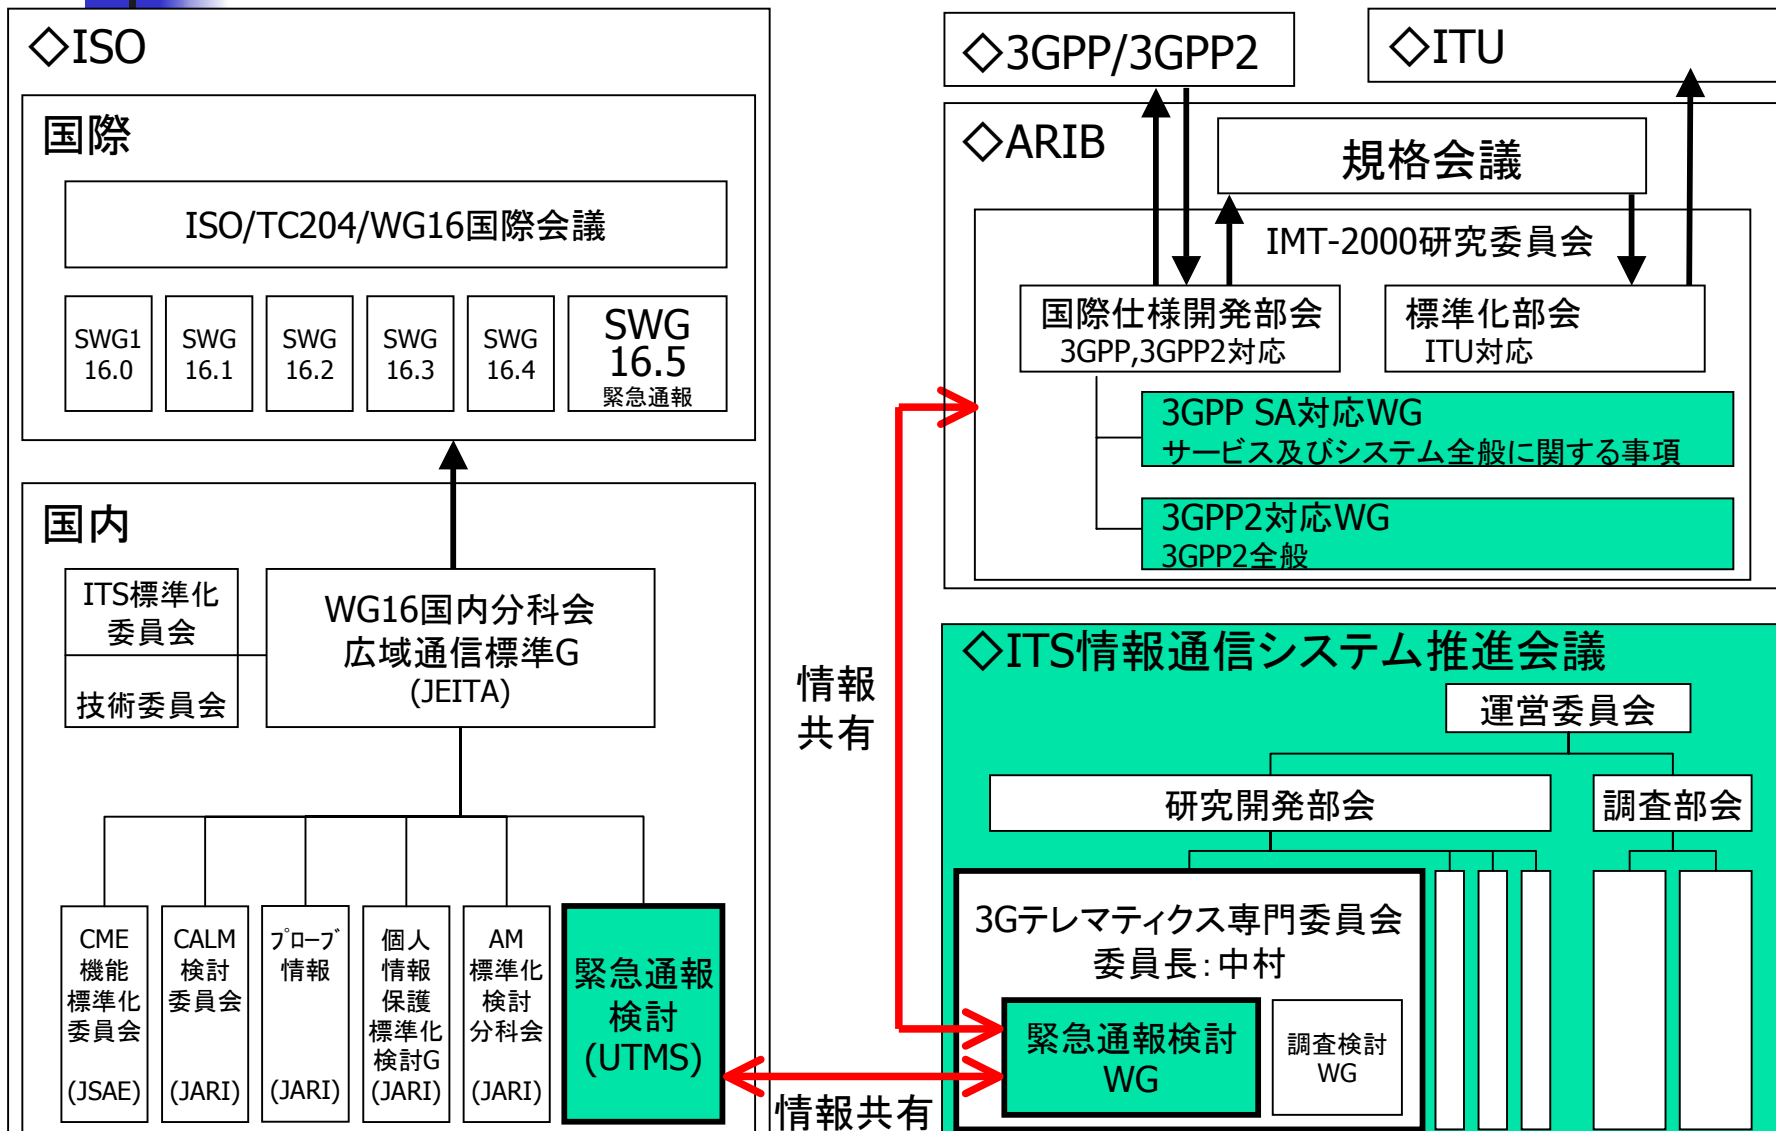 ◇ISO
国際
ISO/TC204/WG16国際会議
SWG1
16.0
SWG
16.1
SWG
16.2
SWG
16.3
SWG
16.4
SWG
16.5
緊急通報
国内
ITS標準化
委員会
技術委員会
WG16国内分科会
広域通信標準G
(JEITA)
CME
機能
標準化
委員会
(JSAE)
CALM
検討
委員会
(JARI)
ﾌﾟﾛｰﾌﾞ
情報
(JARI)
個人
情報
保護
標準化
検討G
(JARI)
AM
標準化
検討
分科会
(JARI)
緊急通報
検討
(UTMS)
情報
共有
情報共有
◇3GPP/3GPP2
◇ITU
◇ARIB
規格会議
IMT-2000研究委員会
国際仕様開発部会
3GPP,3GPP2対応
標準化部会
ITU対応
3GPP SA対応WG
サービス及びシステム全般に関する事項
3GPP2対応WG
3GPP2全般
◇ITS情報通信システム推進会議
運営委員会
研究開発部会
調査部会
3Gテレマティクス専門委員会
委員長：中村
緊急通報検討
WG
調査検討
WG